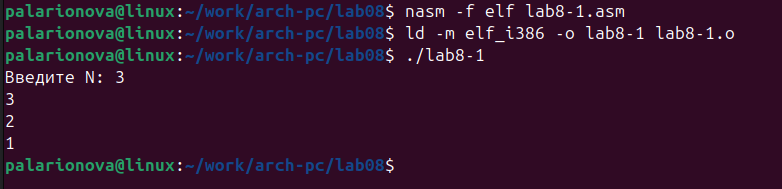 palarionova@linux:~/work/arch-pc/lab08$ nasm -f elf lab8-1.asm
palarionova@linux:~/work/arch-pc/lab08$ ld -m elf_i386 -o lab8-1 lab8-1.o
palarionova@linux:~/work/arch-pc/lab08$ ./lab8-1
Введите N: 3
3
2
1
palarionova@linux:~/work/arch-pc/lab08$